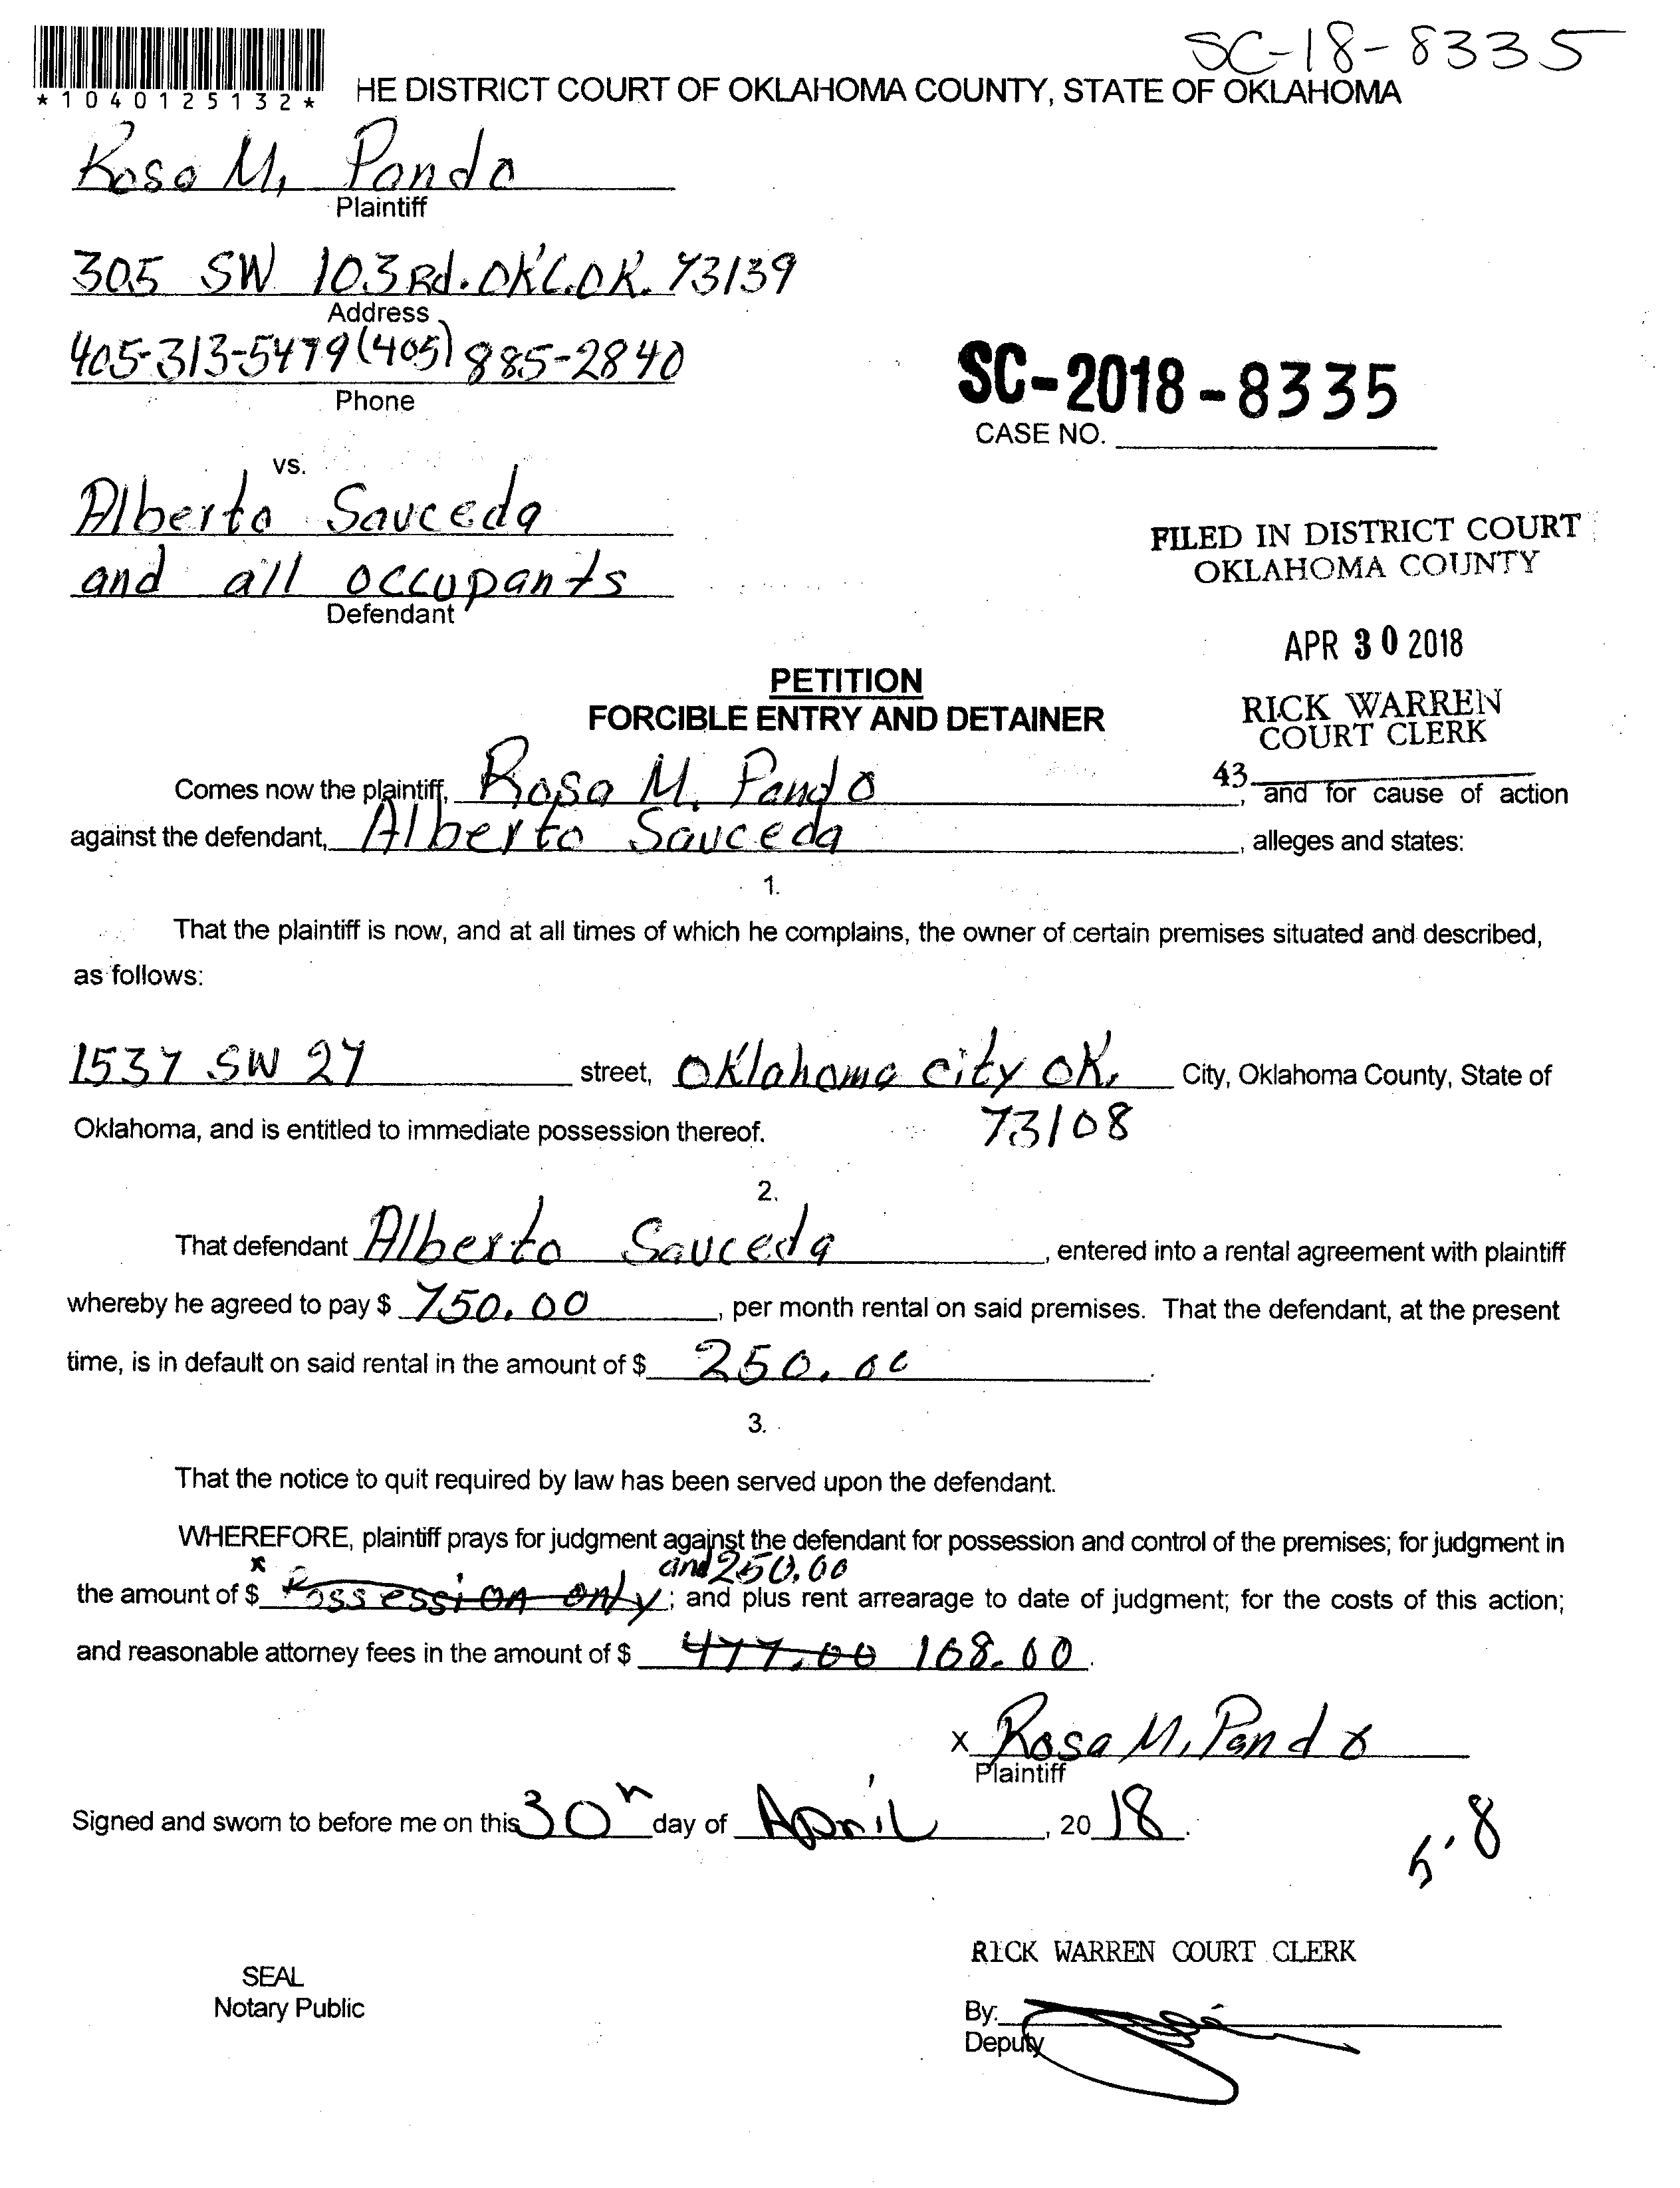 SC-18-8335
*1040125132*
HE DISTRICT COURT OF OKLAHOMA COUNTY, STATE OF OKLAHOMA
Rosa M. Pando
Plaintiff
305 SW 103 Rd. OKC. OK. 73139
Address
405-313-5479 (405) 885-2840
Phone
SC-2018-8335
CASE NO.
vs.
Alberto Sauceda
and all occupants
Defendant
FILED IN DISTRICT COURT
OKLAHOMA COUNTY
APR 30 2018
RICK WARREN
COURT CLERK
43
PETITION
FORCIBLE ENTRY AND DETAINER
Comes now the plaintiff, Rosa M. Pando, and for cause of action
against the defendant, Alberto Sauceda, alleges and states:
1.
That the plaintiff is now, and at all times of which he complains, the owner of certain premises situated and described,
as follows:
1537 SW 27 street, Oklahoma city OK. City, Oklahoma County, State of
73108
Oklahoma, and is entitled to immediate possession thereof.
2.
That defendant Alberto Sauceda, entered into a rental agreement with plaintiff
whereby he agreed to pay $ 750.00, per month rental on said premises. That the defendant, at the present
time, is in default on said rental in the amount of $ 250.00.
3.
That the notice to quit required by law has been served upon the defendant.
WHEREFORE, plaintiff prays for judgment against the defendant for possession and control of the premises; for judgment in
x and 250.00
the amount of $ Possession only; and plus rent arrearage to date of judgment; for the costs of this action;
and reasonable attorney fees in the amount of $ 477.00 168.00.
x Rosa M. Pando
Plaintiff
Signed and sworn to before me on this 30th day of April, 2018.
5.8
RICK WARREN COURT CLERK
SEAL
Notary Public
By:
Deputy